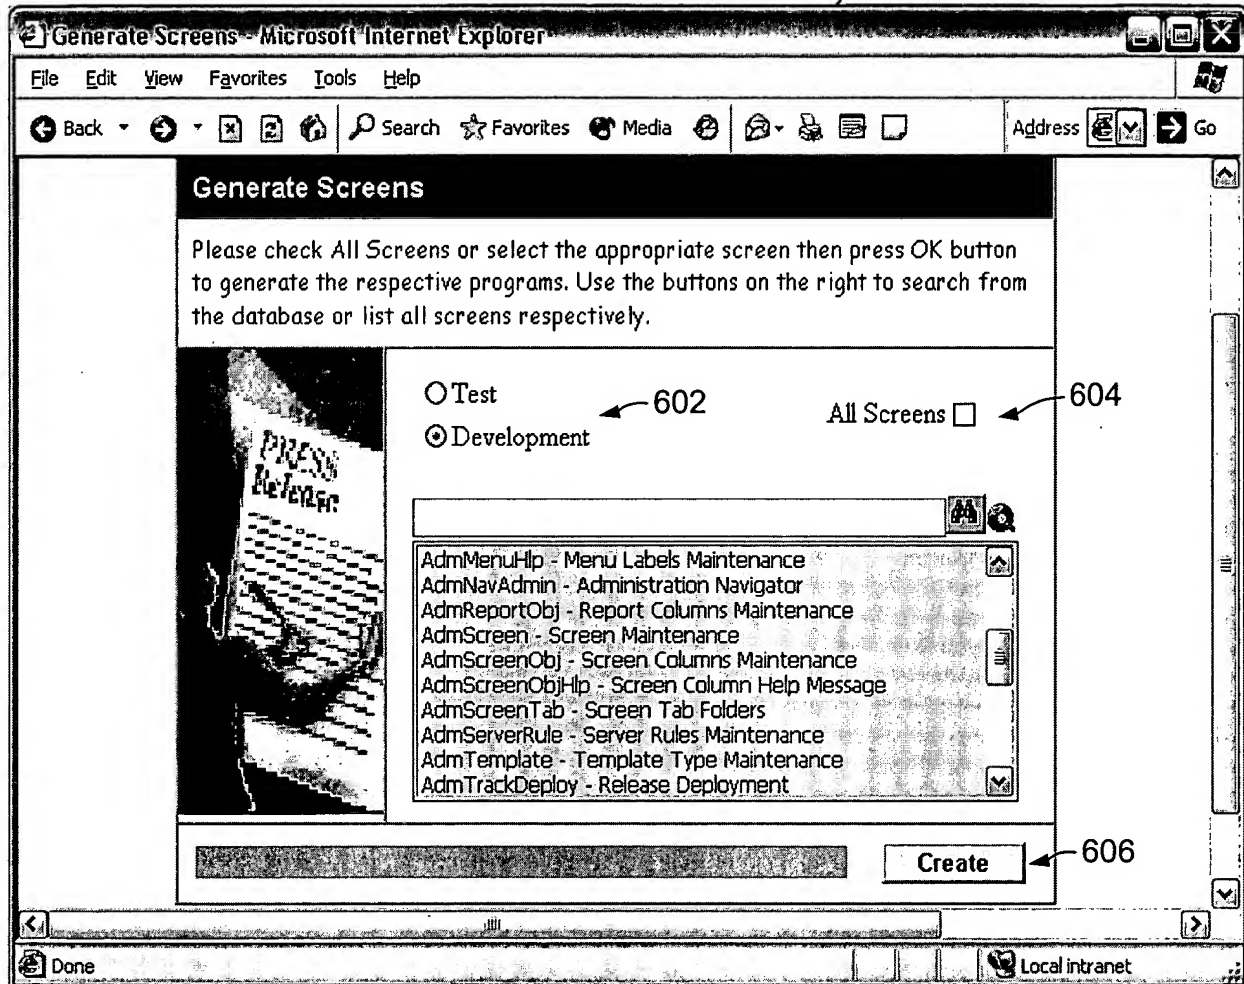 Generate Screens - Microsoft Internet Explorer
File Edit View Favorites Tools Help
Back Search Favorites Media Address Go
Generate Screens
Please check All Screens or select the appropriate screen then press OK button
to generate the respective programs. Use the buttons on the right to search from
the database or list all screens respectively.
PRESS
Test
602
All Screens
604
Development
AdmMenuHlp - Menu Labels Maintenance
AdmNavAdmin - Administration Navigator
AdmReportObj - Report Columns Maintenance
AdmScreen - Screen Maintenance
AdmScreenObj - Screen Columns Maintenance
AdmScreenObjHlp - Screen Column Help Message
AdmScreenTab - Screen Tab Folders
AdmServerRule - Server Rules Maintenance
AdmTemplate - Template Type Maintenance
AdmTrackDeploy - Release Deployment
Create
606
Done
Local intranet